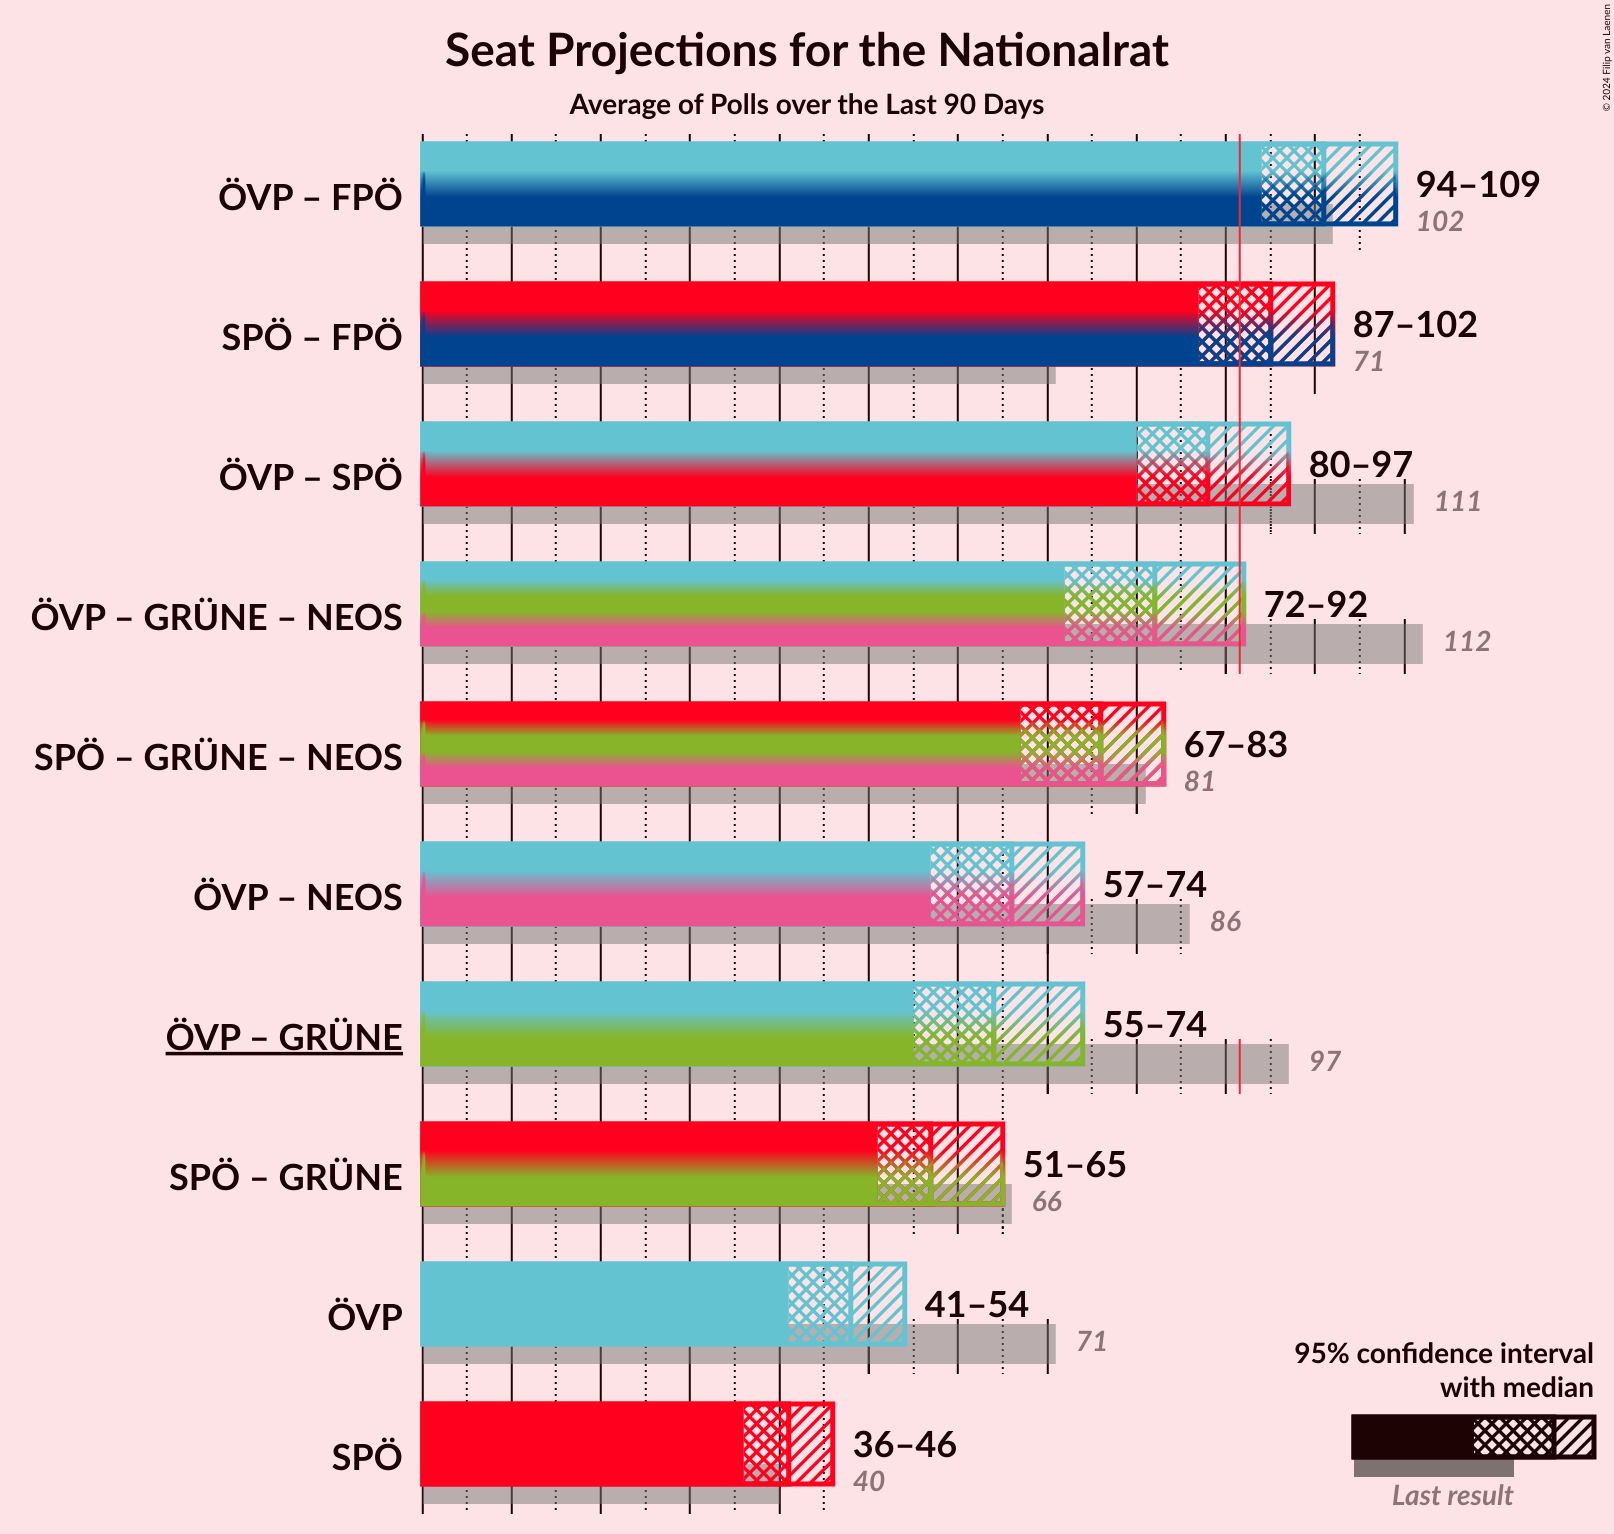 Seat Projections for the Nationalrat
Average of Polls over the Last 90 Days
© 2024 Filip van Laenen
ÖVP – FPÖ
94–109
102
SPÖ – FPÖ
87–102
71
ÖVP – SPÖ
80–97
111
ÖVP – GRÜNE – NEOS
72–92
112
SPÖ – GRÜNE – NEOS
67–83
81
ÖVP – NEOS
57–74
86
ÖVP – GRÜNE
55–74
97
SPÖ – GRÜNE
51–65
66
ÖVP
41–54
71
SPÖ
36–46
40
95% confidence interval
with median
Last result